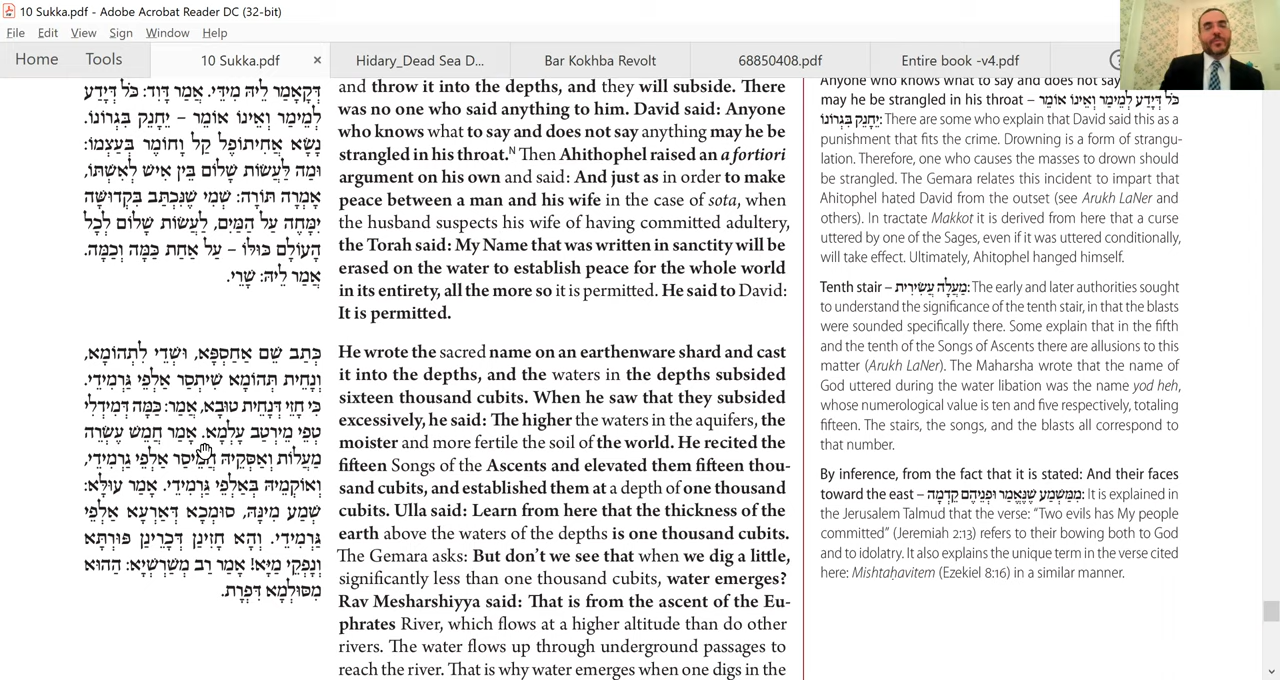 10 Sukka.pdf - Adobe Acrobat Reader DC (32-bit)
File Edit View Sign Window Help
Home Tools 10 Sukka.pdf × Hidary_Dead Sea D... Bar Kokhba Revolt 68850408.pdf Entire book -v4.pdf
דְּקָאָמַר לֵיהּ מִידֵּי. אָמַר דָּוִד: כֹּל דְּיָדַע
לְמֵימַר וְאֵינוֹ אוֹמֵר – יֵחָנֵק בִּגְרוֹנוֹ.
נָשָׂא אֲחִיתוֹפֶל קַל וָחוֹמֶר בְּעַצְמוֹ:
וּמָה לַעֲשׂוֹת שָׁלוֹם בֵּין אִישׁ לְאִשְׁתּוֹ,
אָמְרָה תּוֹרָה: שְׁמִי שֶׁנִּכְתַּב בִּקְדוּשָּׁה
יִמָּחֶה עַל הַמַּיִם, לַעֲשׂוֹת שָׁלוֹם לְכׇל
הָעוֹלָם כּוּלּוֹ – עַל אַחַת כַּמָּה וְכַמָּה.
אֲמַר לֵיהּ: שָׁרֵי.
כְּתַב שֵׁם אַחַסְפָּא, וּשְׁדֵי לִתְהוֹמָא,
וּנְחֵית תְּהוֹמָא שִׁיתְסַר אַלְפֵי גַּרְמִידֵי.
כִּי חֲזֵי דְּנָחֵית טוּבָא, אֲמַר: כַּמָּה דְּמִידְלֵי
טְפֵי מִירְטַב עָלְמָא. אֲמַר חֲמֵשׁ עֶשְׂרֵה
מַעֲלוֹת וְאַסְּקֵיהּ חֲמֵיסַר אַלְפֵי גַּרְמִידֵי,
וְאוֹקְמֵיהּ בְּאַלְפֵי גַּרְמִידֵי. אָמַר עוּלָּא:
שְׁמַע מִינַּהּ, סוּמְכָא דְּאַרְעָא אַלְפֵי
גַּרְמִידֵי. וְהָא חָזֵינַן דְּכָרֵינַן פּוּרְתָּא
וְנָפְקֵי מַיָּא! אָמַר רַב מְשַׁרְשִׁיָּא: הַהוּא
מִסּוּלָּמָא דִּפְרָת.
and throw it into the depths, and they will subside. There
was no one who said anything to him. David said: Anyone
who knows what to say and does not say anything may he be
strangled in his throat.N Then Ahithophel raised an a fortiori
argument on his own and said: And just as in order to make
peace between a man and his wife in the case of sota, when
the husband suspects his wife of having committed adultery,
the Torah said: My Name that was written in sanctity will be
erased on the water to establish peace for the whole world
in its entirety, all the more so it is permitted. He said to David:
It is permitted.
He wrote the sacred name on an earthenware shard and cast
it into the depths, and the waters in the depths subsided
sixteen thousand cubits. When he saw that they subsided
excessively, he said: The higher the waters in the aquifers, the
moister and more fertile the soil of the world. He recited the
fifteen Songs of the Ascents and elevated them fifteen thou-
sand cubits, and established them at a depth of one thousand
cubits. Ulla said: Learn from here that the thickness of the
earth above the waters of the depths is one thousand cubits.
The Gemara asks: But don't we see that when we dig a little,
significantly less than one thousand cubits, water emerges?
Rav Mesharshiyya said: That is from the ascent of the Eu-
phrates River, which flows at a higher altitude than do other
rivers. The water flows up through underground passages to
reach the river. That is why water emerges when one digs in the
Anyone who knows what to say and does not say
may he be strangled in his throat – כֹּל דְּיָדַע לְמֵימַר וְאֵינוֹ אוֹמֵר
יֵחָנֵק בִּגְרוֹנוֹ: There are some who explain that David said this as a
punishment that fits the crime. Drowning is a form of strangu-
lation. Therefore, one who causes the masses to drown should
be strangled. The Gemara relates this incident to impart that
Ahitophel hated David from the outset (see Arukh LaNer and
others). In tractate Makkot it is derived from here that a curse
uttered by one of the Sages, even if it was uttered conditionally,
will take effect. Ultimately, Ahitophel hanged himself.
Tenth stair – מַעֲלָה עֲשִׂירִית: The early and later authorities sought
to understand the significance of the tenth stair, in that the blasts
were sounded specifically there. Some explain that in the fifth
and the tenth of the Songs of Ascents there are allusions to this
matter (Arukh LaNer). The Maharsha wrote that the name of
God uttered during the water libation was the name yod heh,
whose numerological value is ten and five respectively, totaling
fifteen. The stairs, the songs, and the blasts all correspond to
that number.
By inference, from the fact that it is stated: And their faces
toward the east – מִמַּשְׁמַע שֶׁנֶּאֱמַר וּפְנֵיהֶם קֵדְמָה: It is explained in
the Jerusalem Talmud that the verse: "Two evils has My people
committed" (Jeremiah 2:13) refers to their bowing both to God
and to idolatry. It also explains the unique term in the verse cited
here: Mishtaḥavitem (Ezekiel 8:16) in a similar manner.